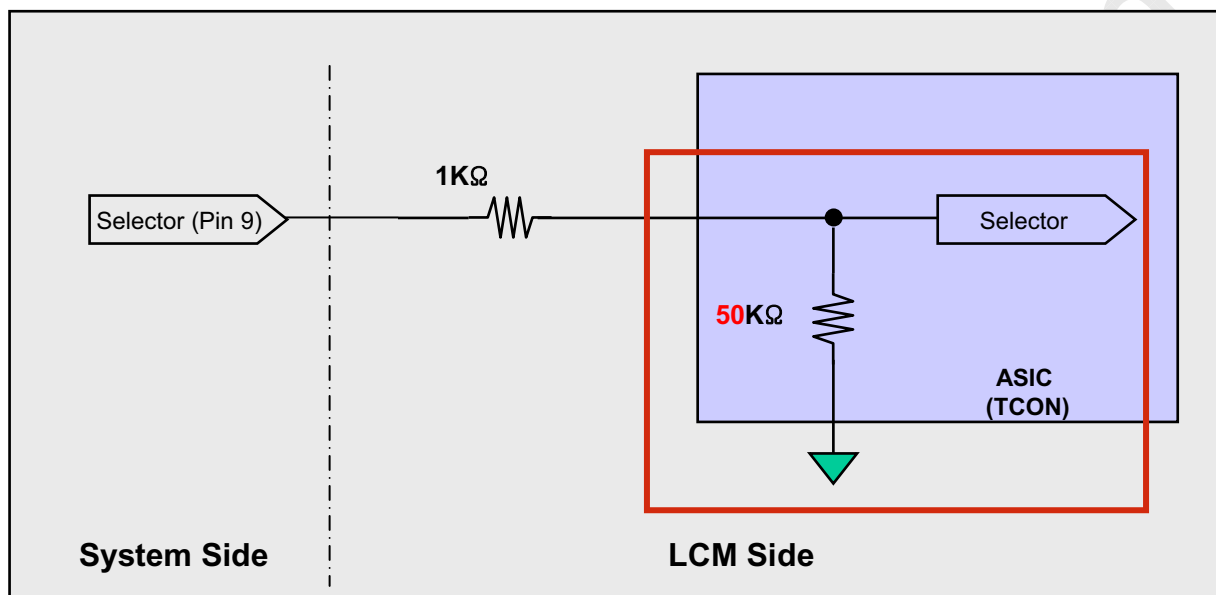 1KΩ
Selector (Pin 9)
Selector
50KΩ
ASIC
(TCON)
System Side
LCM Side